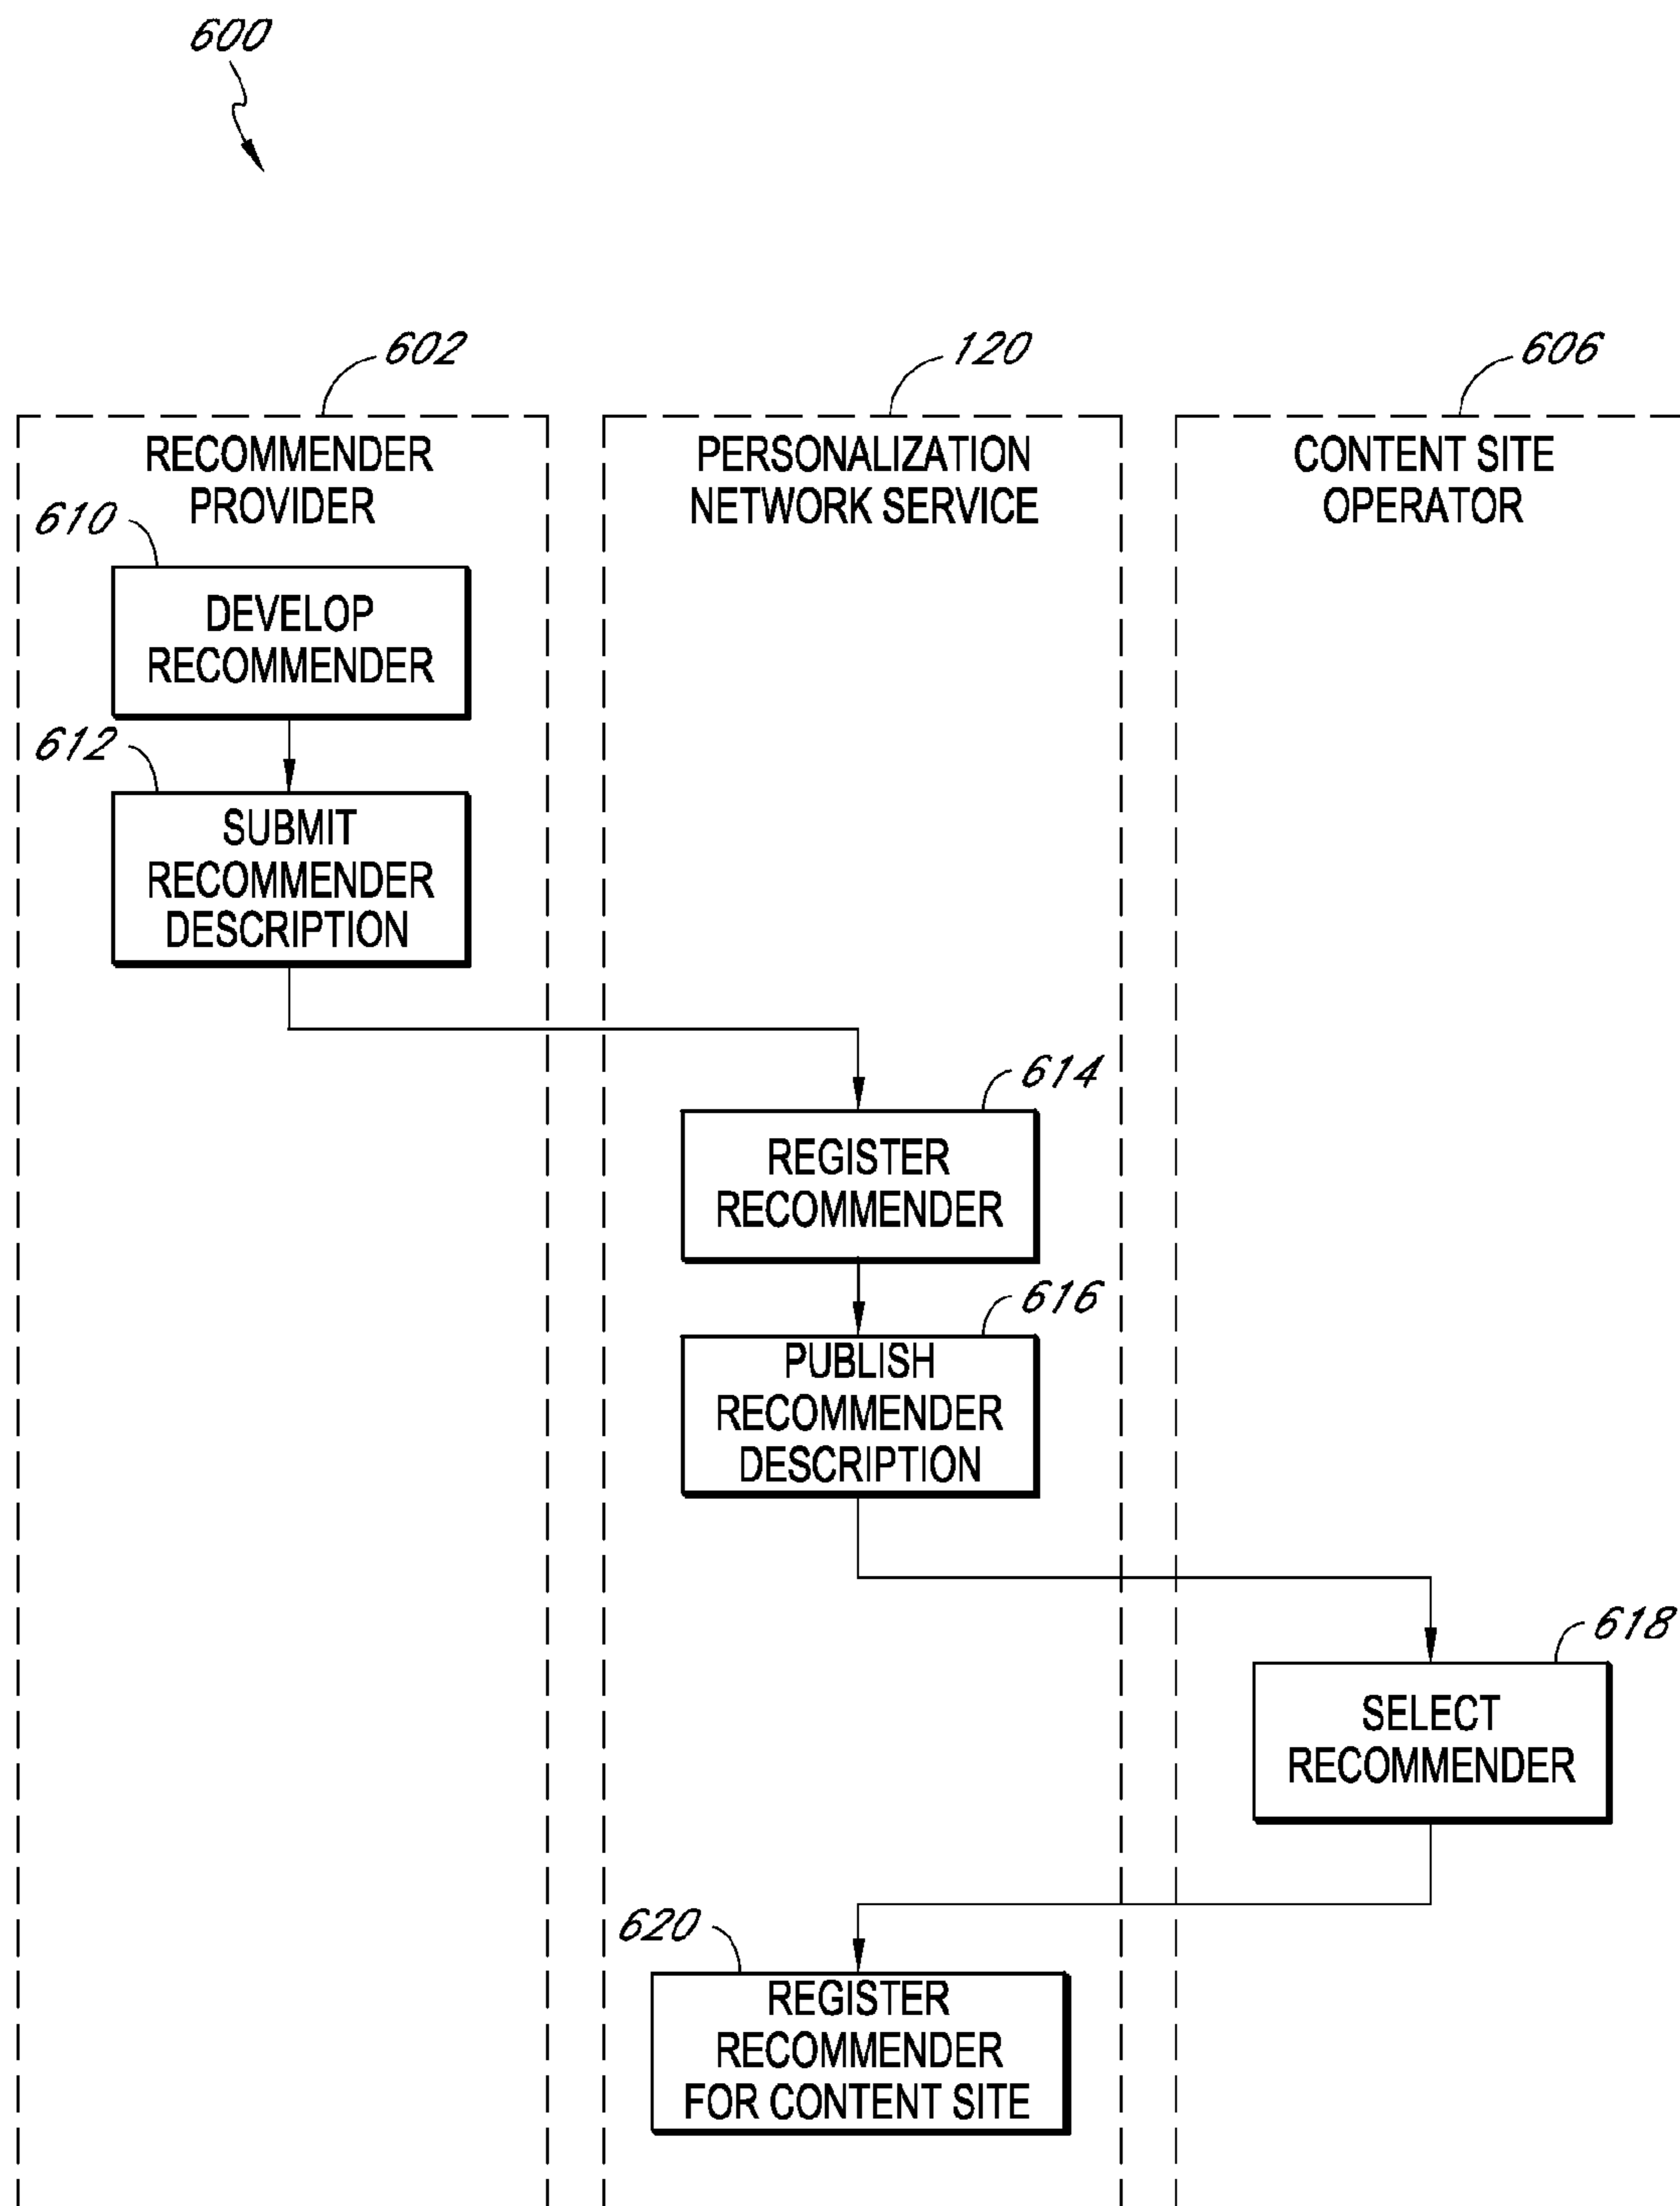 600
602
120
606
RECOMMENDER
PROVIDER
PERSONALIZATION
NETWORK SERVICE
CONTENT SITE
OPERATOR
610
DEVELOP
RECOMMENDER
612
SUBMIT
RECOMMENDER
DESCRIPTION
614
REGISTER
RECOMMENDER
616
PUBLISH
RECOMMENDER
DESCRIPTION
618
SELECT
RECOMMENDER
620
REGISTER
RECOMMENDER
FOR CONTENT SITE